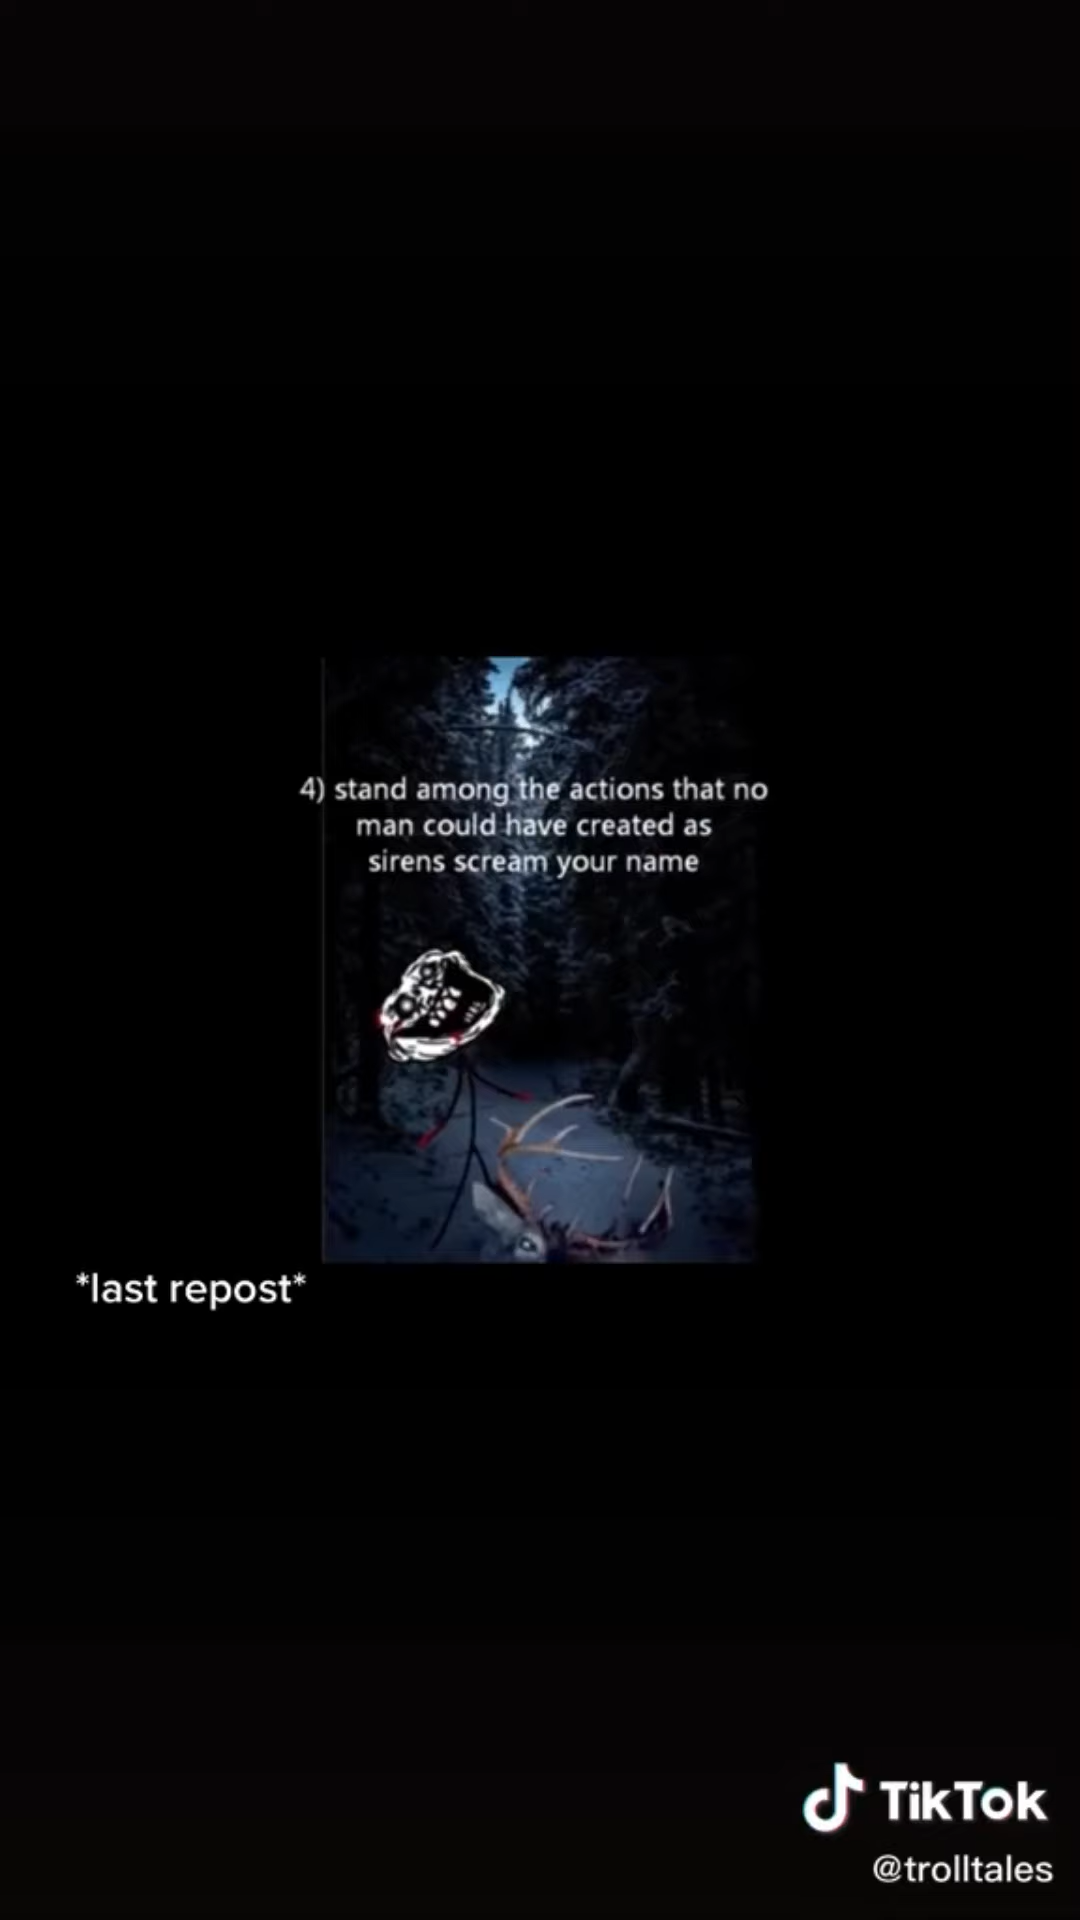 4) stand among the actions that no
man could have created as
sirens scream your name
*last repost*
TikTok
@trolltales